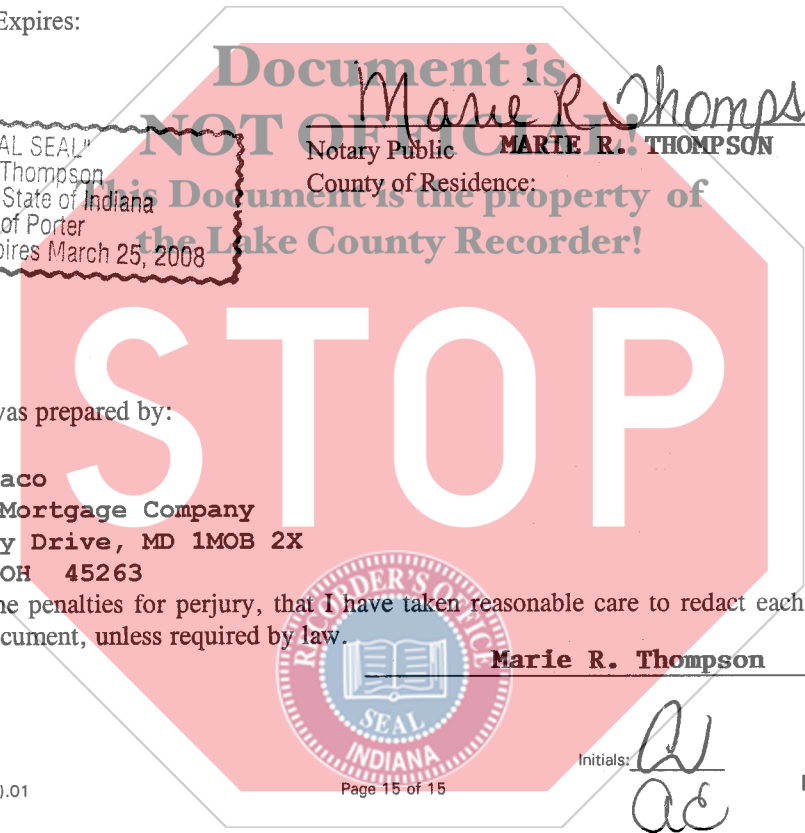 Expires:
Document is
NOT OFFICIAL!
This Document is the property of
the Lake County Recorder!
Marie R. Thomps
AL SEAL"
Thompson
State of Indiana
of Porter
pires March 25, 2008
Notary Public MARIE R. THOMPSON
County of Residence:
STOP
was prepared by:
aco
Mortgage Company
y Drive, MD 1MOB 2X
OH 45263
he penalties for perjury, that I have taken reasonable care to redact each
cument, unless required by law.
Marie R. Thompson
RECORDER'S OFFICE
SEAL
INDIANA
Initials:
).01
Page 15 of 15